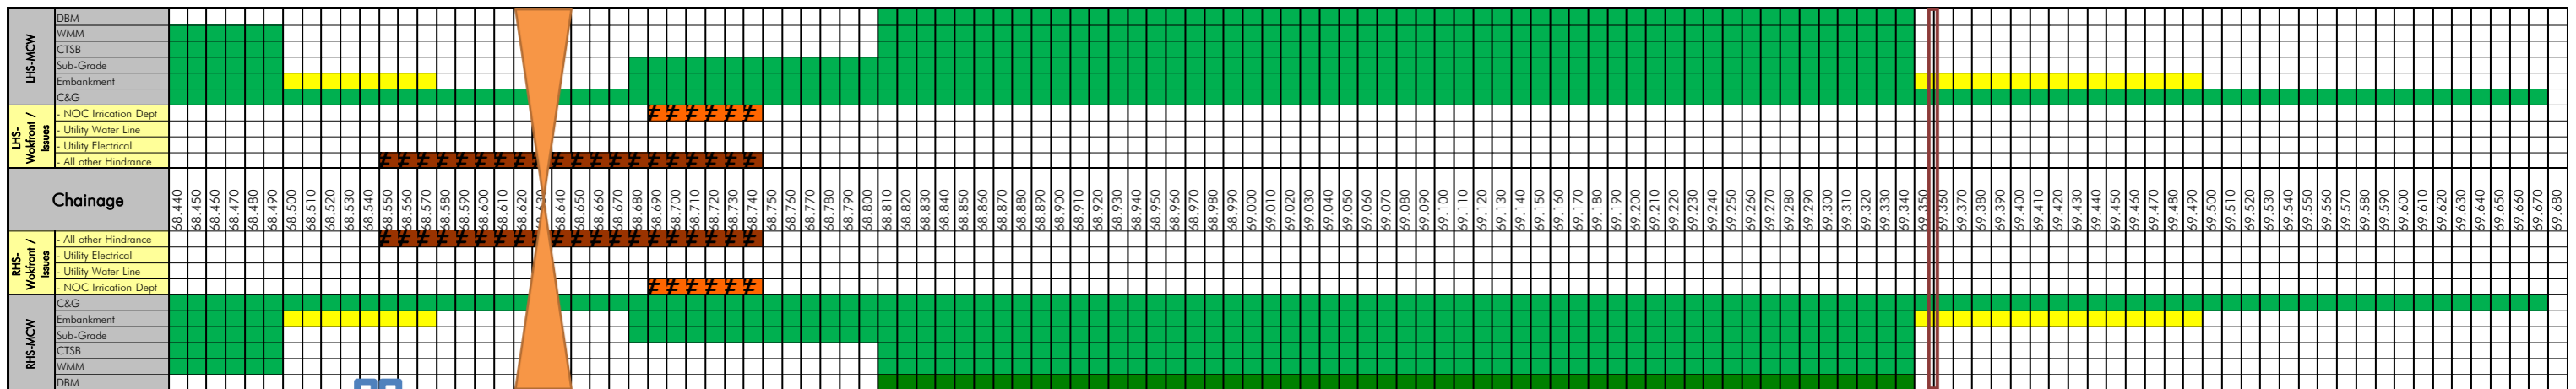 LHS-MCW
DBM
WMM
CTSB
Sub-Grade
Embankment
C&G
LHS-
Wokfront /
Issues
- NOC Irrication Dept # # # # # #
- Utility Water Line
- Utility Electrical
- All other Hindrance # # # # # # # # # # # # # # # # # # #
Chainage 68.440 68.450 68.460 68.470 68.480 68.490 68.500 68.510 68.520 68.530 68.540 68.550 68.560 68.570 68.580 68.590 68.600 68.610 68.620 68.630 68.640 68.650 68.660 68.670 68.680 68.690 68.700 68.710 68.720 68.730 68.740 68.750 68.760 68.770 68.780 68.790 68.800 68.810 68.820 68.830 68.840 68.850 68.860 68.870 68.880 68.890 68.900 68.910 68.920 68.930 68.940 68.950 68.960 68.970 68.980 68.990 69.000 69.010 69.020 69.030 69.040 69.050 69.060 69.070 69.080 69.090 69.100 69.110 69.120 69.130 69.140 69.150 69.160 69.170 69.180 69.190 69.200 69.210 69.220 69.230 69.240 69.250 69.260 69.270 69.280 69.290 69.300 69.310 69.320 69.330 69.340 69.350 69.360 69.370 69.380 69.390 69.400 69.410 69.420 69.430 69.440 69.450 69.460 69.470 69.480 69.490 69.500 69.510 69.520 69.530 69.540 69.550 69.560 69.570 69.580 69.590 69.600 69.610 69.620 69.630 69.640 69.650 69.660 69.670 69.680
RHS-
Wokfront /
Issues
- All other Hindrance # # # # # # # # # # # # # # # # # # #
- Utility Electrical
- Utility Water Line
- NOC Irrication Dept # # # # # #
RHS-MCW
C&G
Embankment
Sub-Grade
CTSB
WMM
DBM